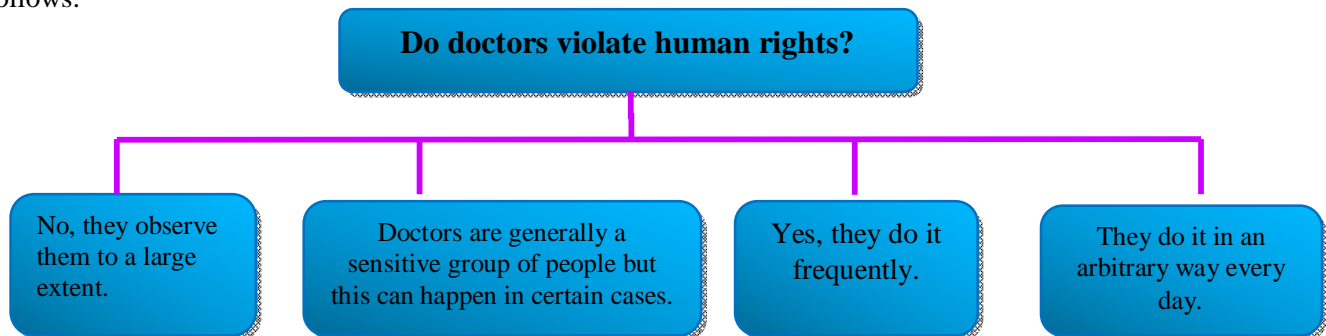 Do doctors violate human rights?
No, they observe
them to a large
extent.
Doctors are generally a
sensitive group of people but
this can happen in certain cases.
Yes, they do it
frequently.
They do it in an
arbitrary way every
day.